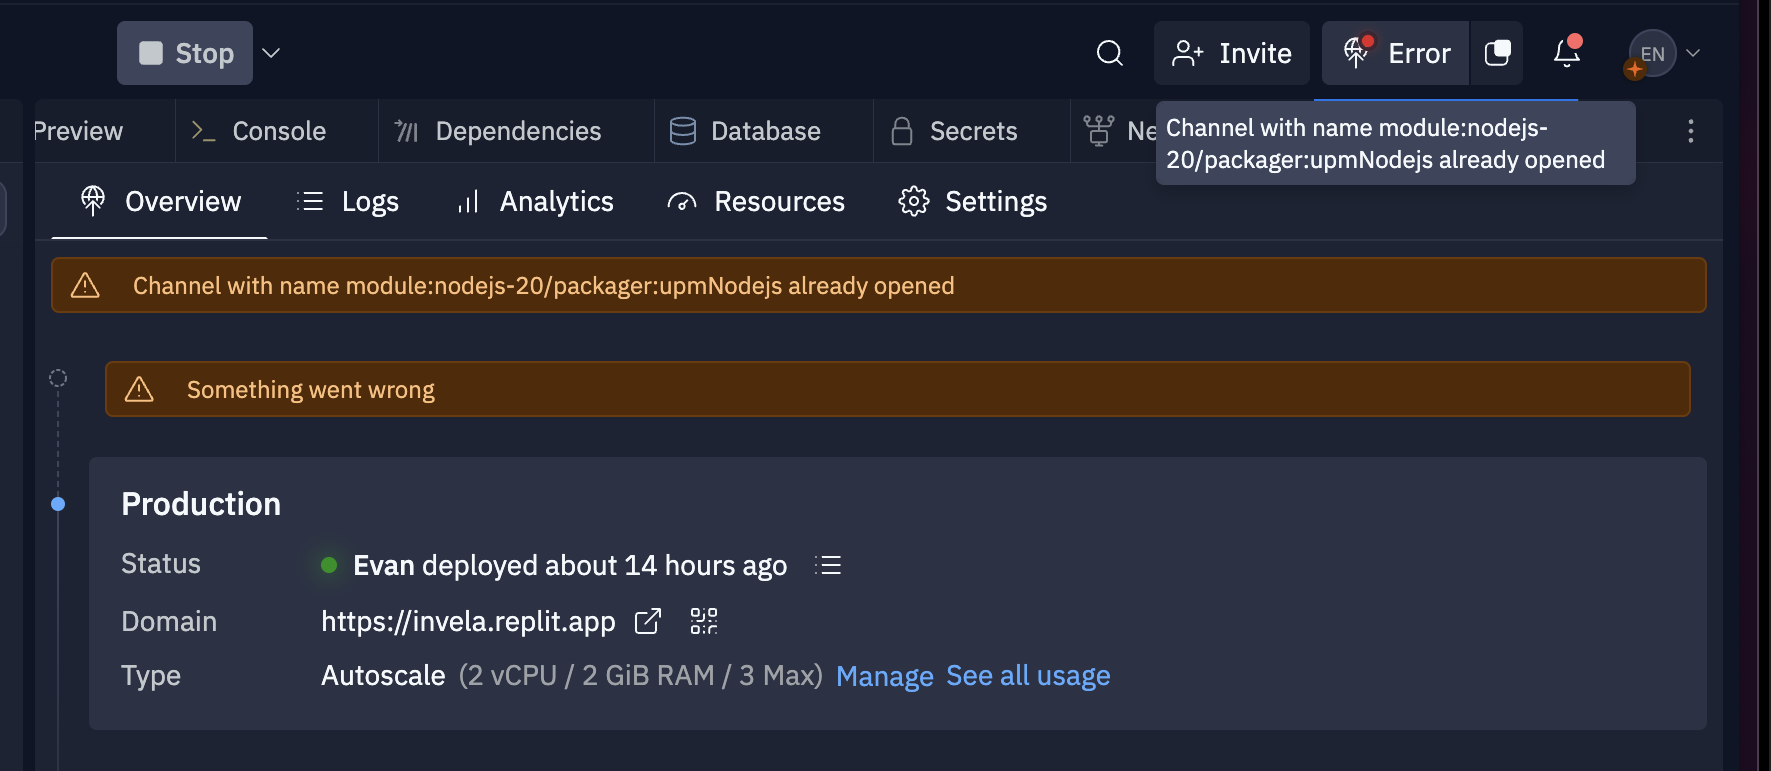 Stop
Invite
Error
EN
Preview
Console
Dependencies
Database
Secrets
Ne
Channel with name module:nodejs-
20/packager:upmNodejs already opened
Overview
Logs
Analytics
Resources
Settings
Channel with name module:nodejs-20/packager:upmNodejs already opened
Something went wrong
Production
Status
Evan deployed about 14 hours ago
Domain
https://invela.replit.app
Type
Autoscale (2 vCPU / 2 GiB RAM / 3 Max) Manage See all usage